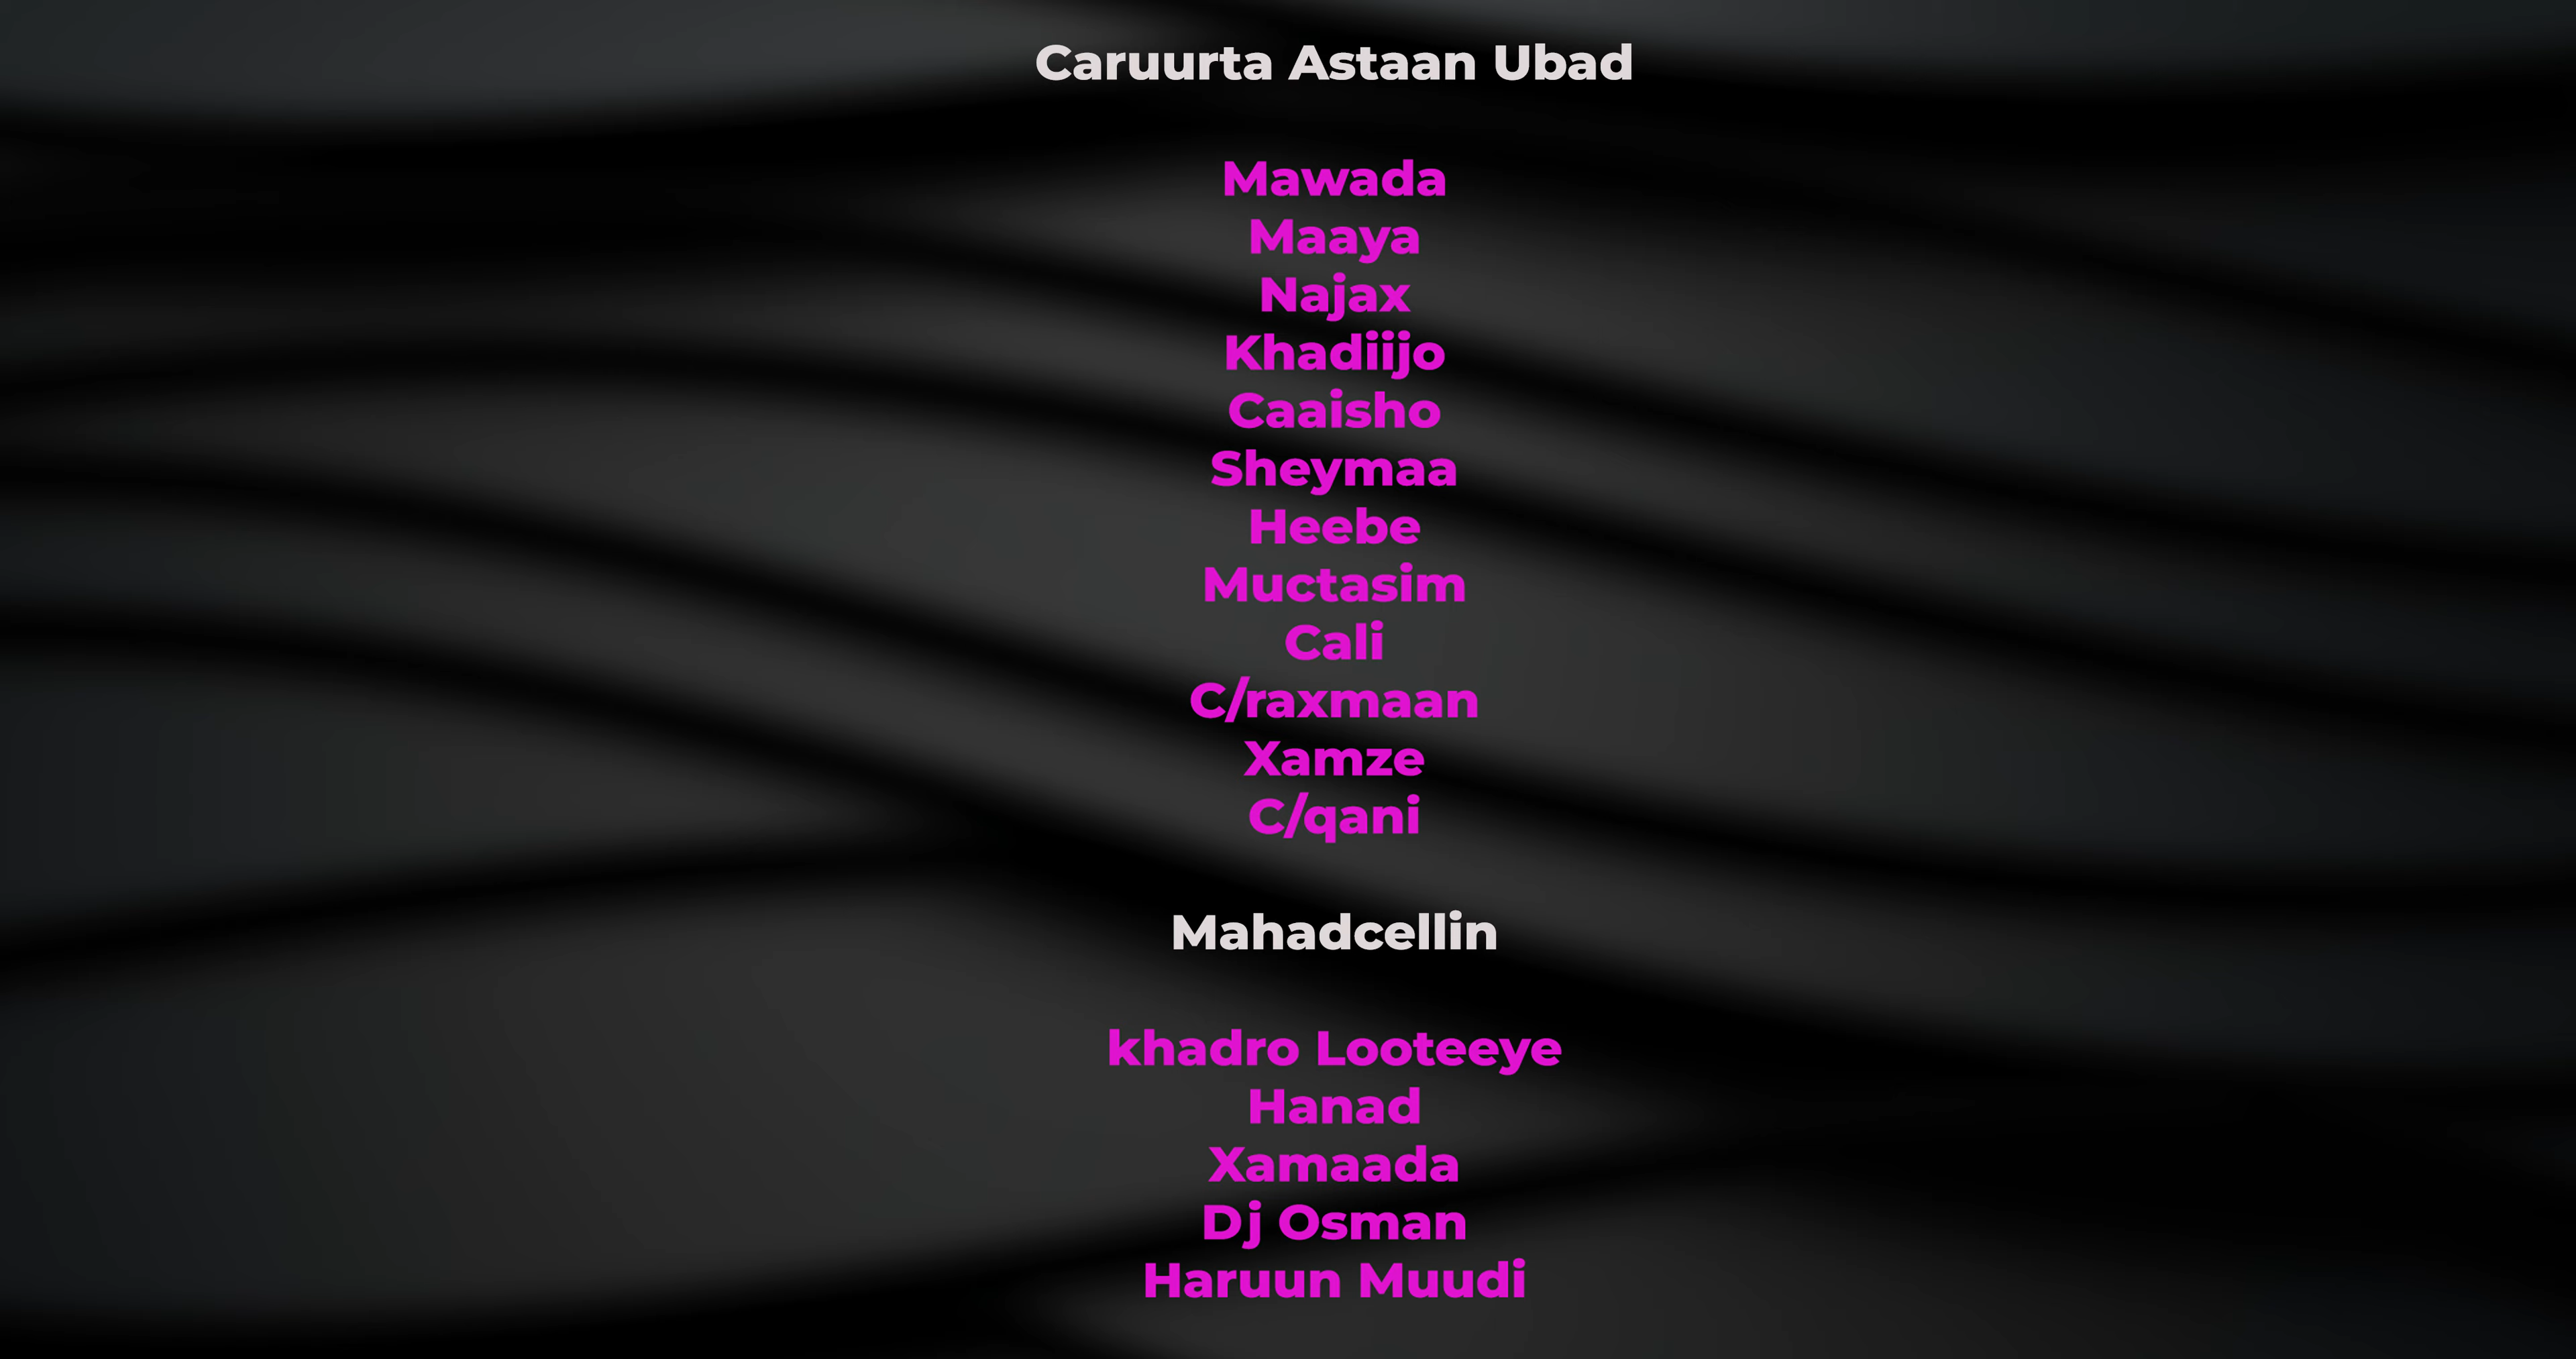 Caruurta Astaan Ubad
Mawada
Maaya
Najax
Khadiijo
Caaisho
Sheymaa
Heebe
Muctasim
Cali
C/raxmaan
Xamze
C/qani
Mahadcellin
khadro Looteeye
Hanad
Xamaada
Dj Osman
Haruun Muudi